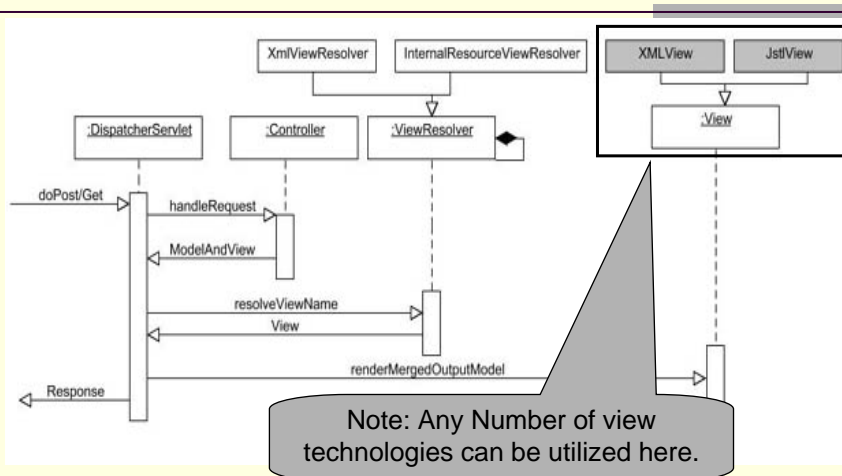 XmlViewResolver
InternalResourceViewResolver
XMLView
JstlView
:DispatcherServlet
:Controller
:ViewResolver
:View
doPost/Get
handleRequest
ModelAndView
resolveViewName
View
renderMergedOutputModel
Response
Note: Any Number of view
technologies can be utilized here.